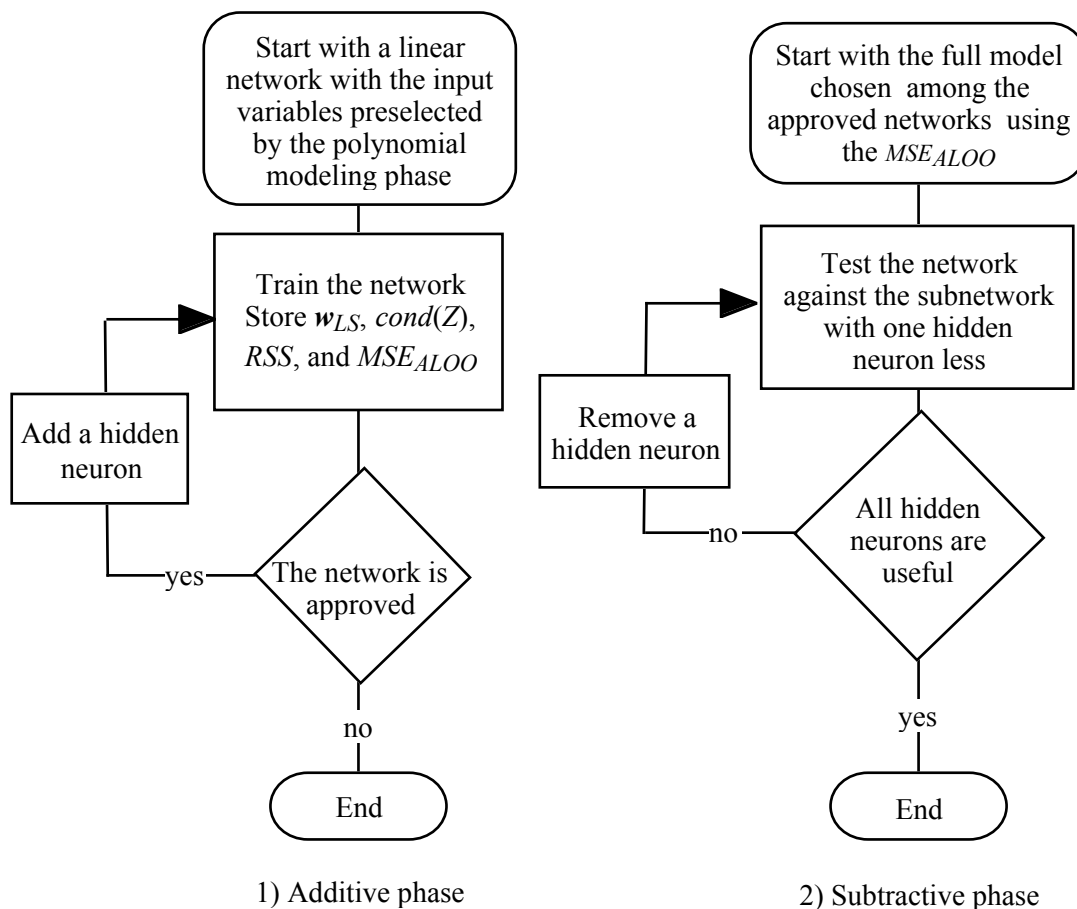 Start with a linear
network with the input
variables preselected
by the polynomial
modeling phase
Train the network
Store w_LS, cond(Z),
RSS, and MSE_ALOO
Add a hidden
neuron
yes
The network is
approved
no
End
1) Additive phase
Start with the full model
chosen among the
approved networks using
the MSE_ALOO
Test the network
against the subnetwork
with one hidden
neuron less
Remove a
hidden neuron
no
All hidden
neurons are
useful
yes
End
2) Subtractive phase